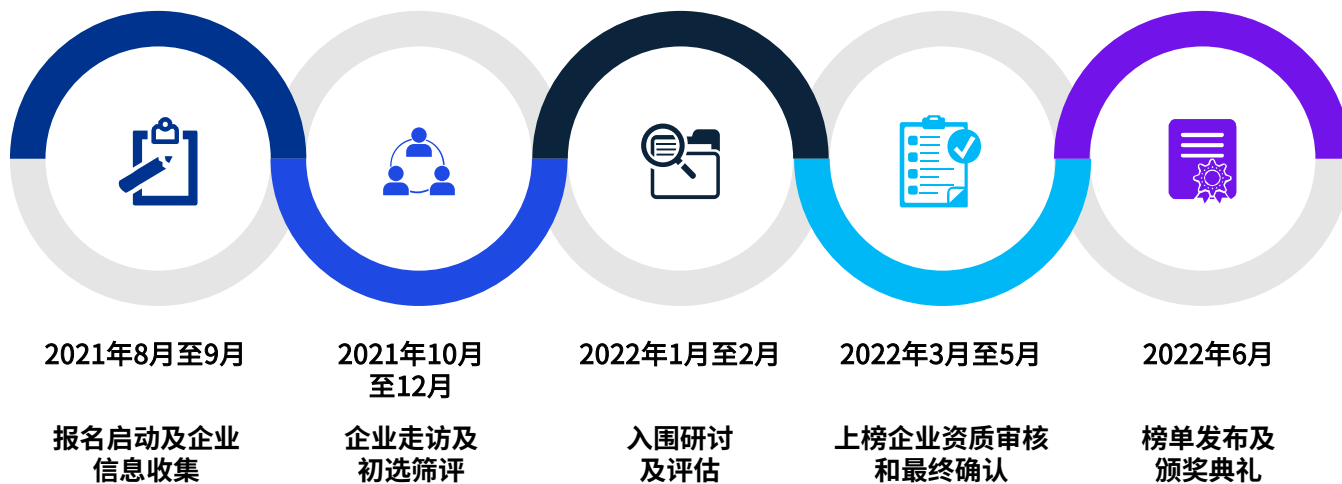 2021年8月至9月
报名启动及企业
信息收集
2021年10月
至12月
企业走访及
初选筛评
2022年1月至2月
入围研讨
及评估
2022年3月至5月
上榜企业资质审核
和最终确认
2022年6月
榜单发布及
颁奖典礼